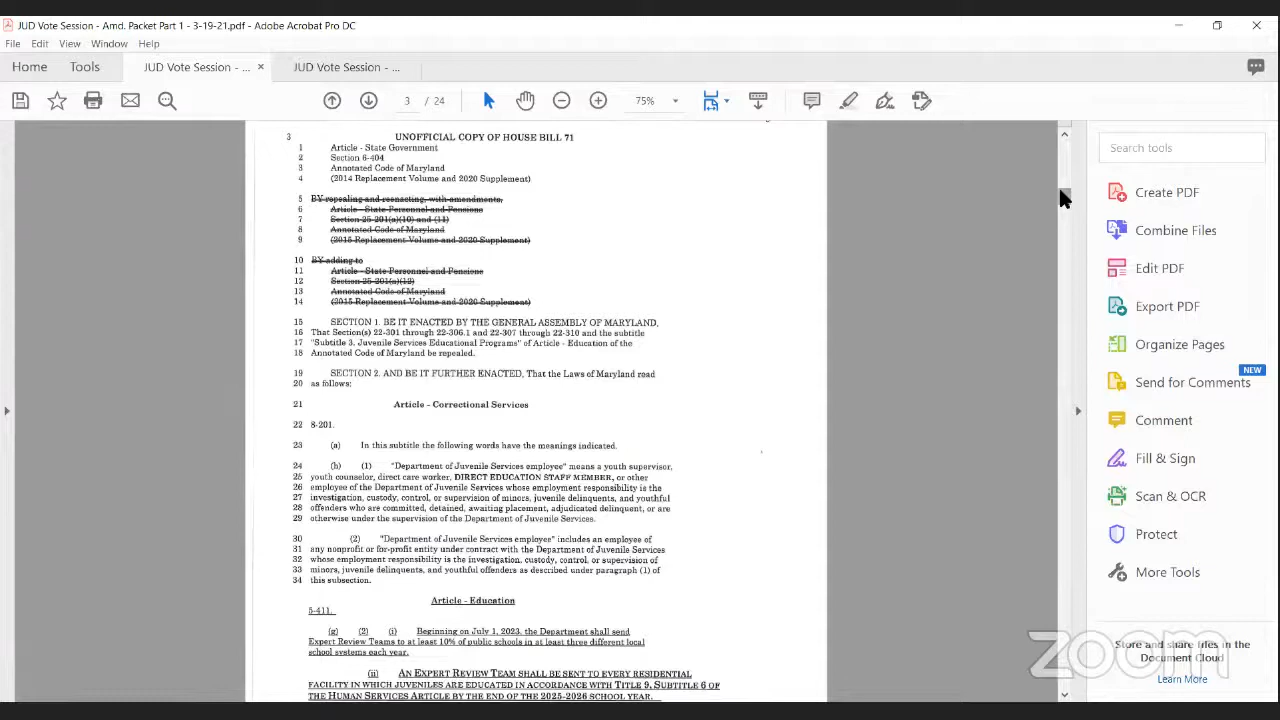 JUD Vote Session - Amd. Packet Part 1 - 3-19-21.pdf - Adobe Acrobat Pro DC
File Edit View Window Help
Home Tools JUD Vote Session - ... × JUD Vote Session - ...
3 / 24 75%
3 UNOFFICIAL COPY OF HOUSE BILL 71
1 Article - State Government
2 Section 6-404
3 Annotated Code of Maryland
4 (2014 Replacement Volume and 2020 Supplement)
5 BY repealing and reenacting, with amendments,
6 Article - State Personnel and Pensions
7 Section 25-201(a)(10) and (11)
8 Annotated Code of Maryland
9 (2015 Replacement Volume and 2020 Supplement)
10 BY adding to
11 Article - State Personnel and Pensions
12 Section 25-201(a)(12)
13 Annotated Code of Maryland
14 (2015 Replacement Volume and 2020 Supplement)
15 SECTION 1. BE IT ENACTED BY THE GENERAL ASSEMBLY OF MARYLAND,
16 That Section(s) 22-301 through 22-306.1 and 22-307 through 22-310 and the subtitle
17 "Subtitle 3. Juvenile Services Educational Programs" of Article - Education of the
18 Annotated Code of Maryland be repealed.
19 SECTION 2. AND BE IT FURTHER ENACTED, That the Laws of Maryland read
20 as follows:
21 Article - Correctional Services
22 8-201.
23 (a) In this subtitle the following words have the meanings indicated.
24 (h) (1) "Department of Juvenile Services employee" means a youth supervisor,
25 youth counselor, direct care worker, DIRECT EDUCATION STAFF MEMBER, or other
26 employee of the Department of Juvenile Services whose employment responsibility is the
27 investigation, custody, control, or supervision of minors, juvenile delinquents, and youthful
28 offenders who are committed, detained, awaiting placement, adjudicated delinquent, or are
29 otherwise under the supervision of the Department of Juvenile Services.
30 (2) "Department of Juvenile Services employee" includes an employee of
31 any nonprofit or for-profit entity under contract with the Department of Juvenile Services
32 whose employment responsibility is the investigation, custody, control, or supervision of
33 minors, juvenile delinquents, and youthful offenders as described under paragraph (1) of
34 this subsection.
Article - Education
5-411.
(g) (2) (i) Beginning on July 1, 2023, the Department shall send
Expert Review Teams to at least 10% of public schools in at least three different local
school systems each year.
(ii) AN EXPERT REVIEW TEAM SHALL BE SENT TO EVERY RESIDENTIAL
FACILITY IN WHICH JUVENILES ARE EDUCATED IN ACCORDANCE WITH TITLE 9, SUBTITLE 6 OF
THE HUMAN SERVICES ARTICLE BY THE END OF THE 2025-2026 SCHOOL YEAR.
Search tools
Create PDF
Combine Files
Edit PDF
Export PDF
Organize Pages
NEW
Send for Comments
Comment
Fill & Sign
Scan & OCR
Protect
More Tools
Store and share files in the
Document Cloud
Learn More
zoom